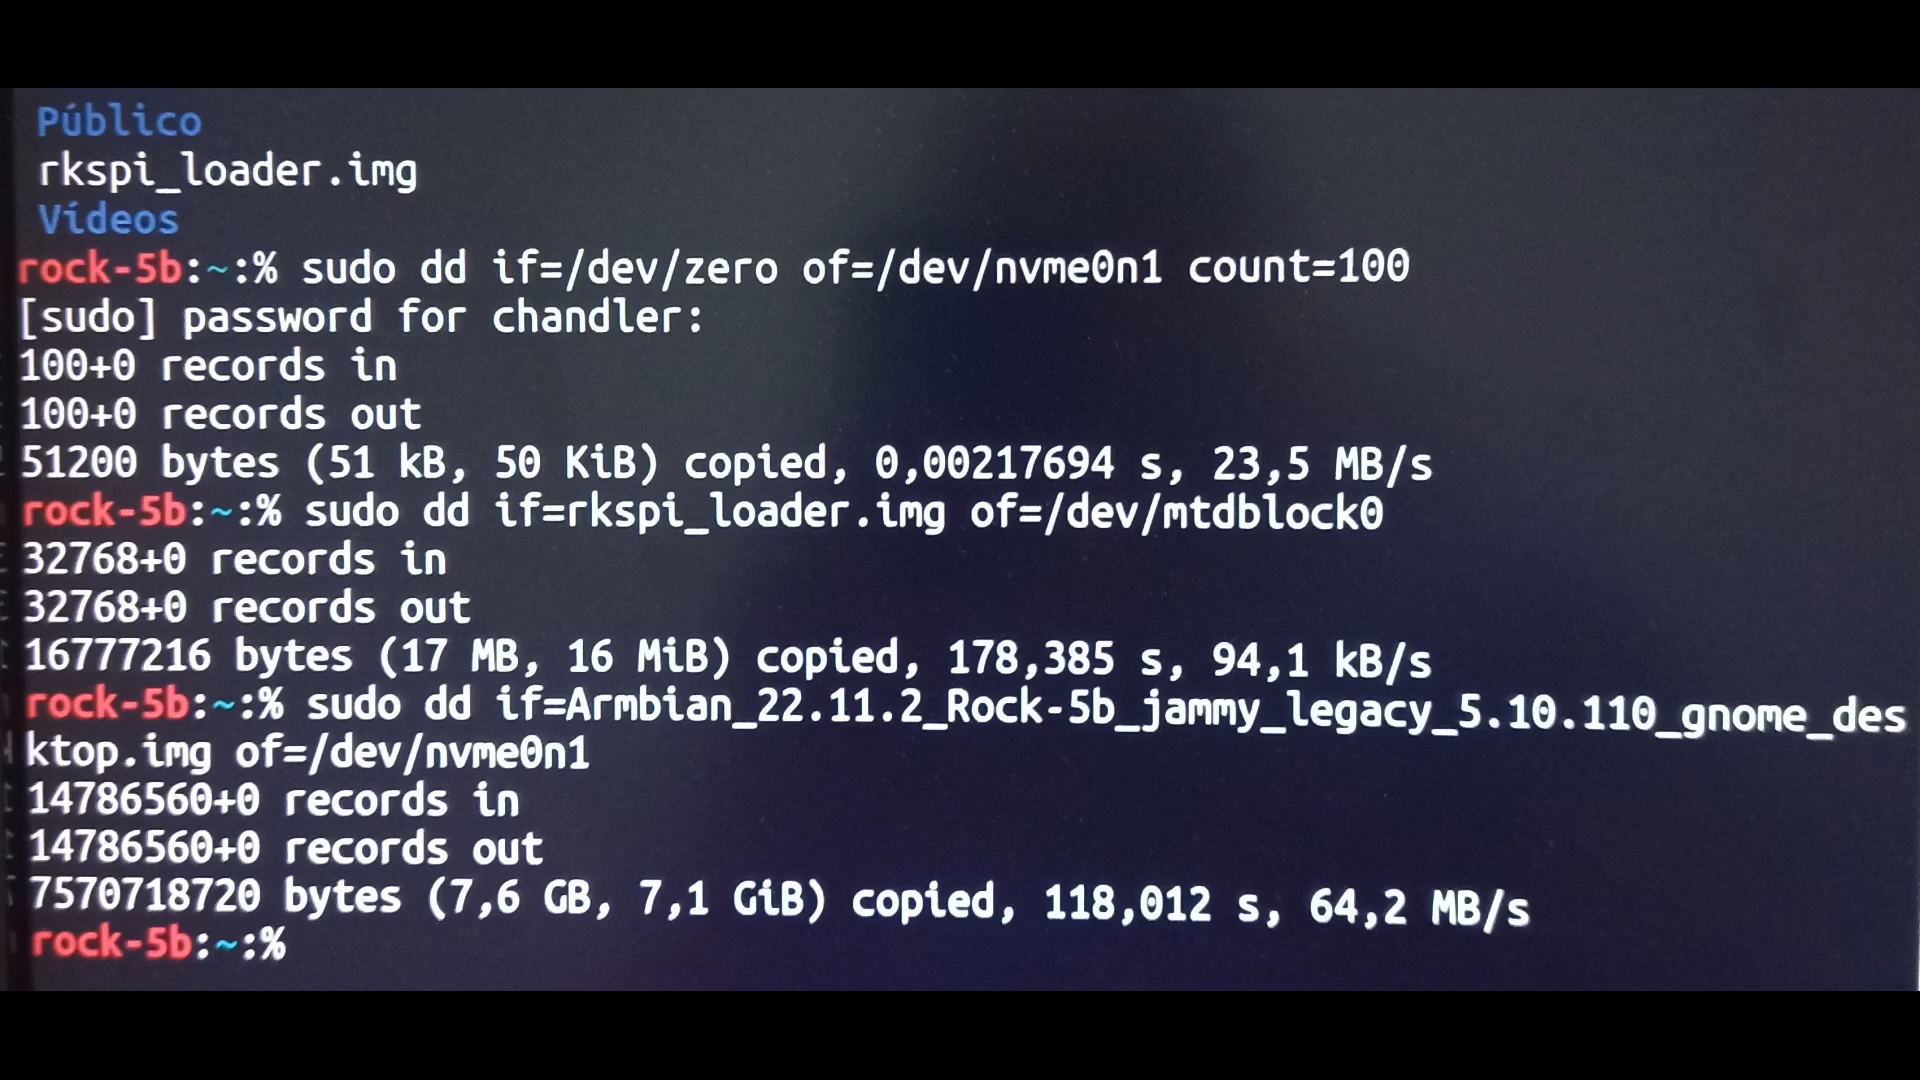 Público
rkspi_loader.img
Vídeos
rock-5b:~:% sudo dd if=/dev/zero of=/dev/nvme0n1 count=100
[sudo] password for chandler:
100+0 records in
100+0 records out
51200 bytes (51 kB, 50 KiB) copied, 0,00217694 s, 23,5 MB/s
rock-5b:~:% sudo dd if=rkspi_loader.img of=/dev/mtdblock0
32768+0 records in
32768+0 records out
16777216 bytes (17 MB, 16 MiB) copied, 178,385 s, 94,1 kB/s
rock-5b:~:% sudo dd if=Armbian_22.11.2_Rock-5b_jammy_legacy_5.10.110_gnome_des
ktop.img of=/dev/nvme0n1
14786560+0 records in
14786560+0 records out
7570718720 bytes (7,6 GB, 7,1 GiB) copied, 118,012 s, 64,2 MB/s
rock-5b:~:%